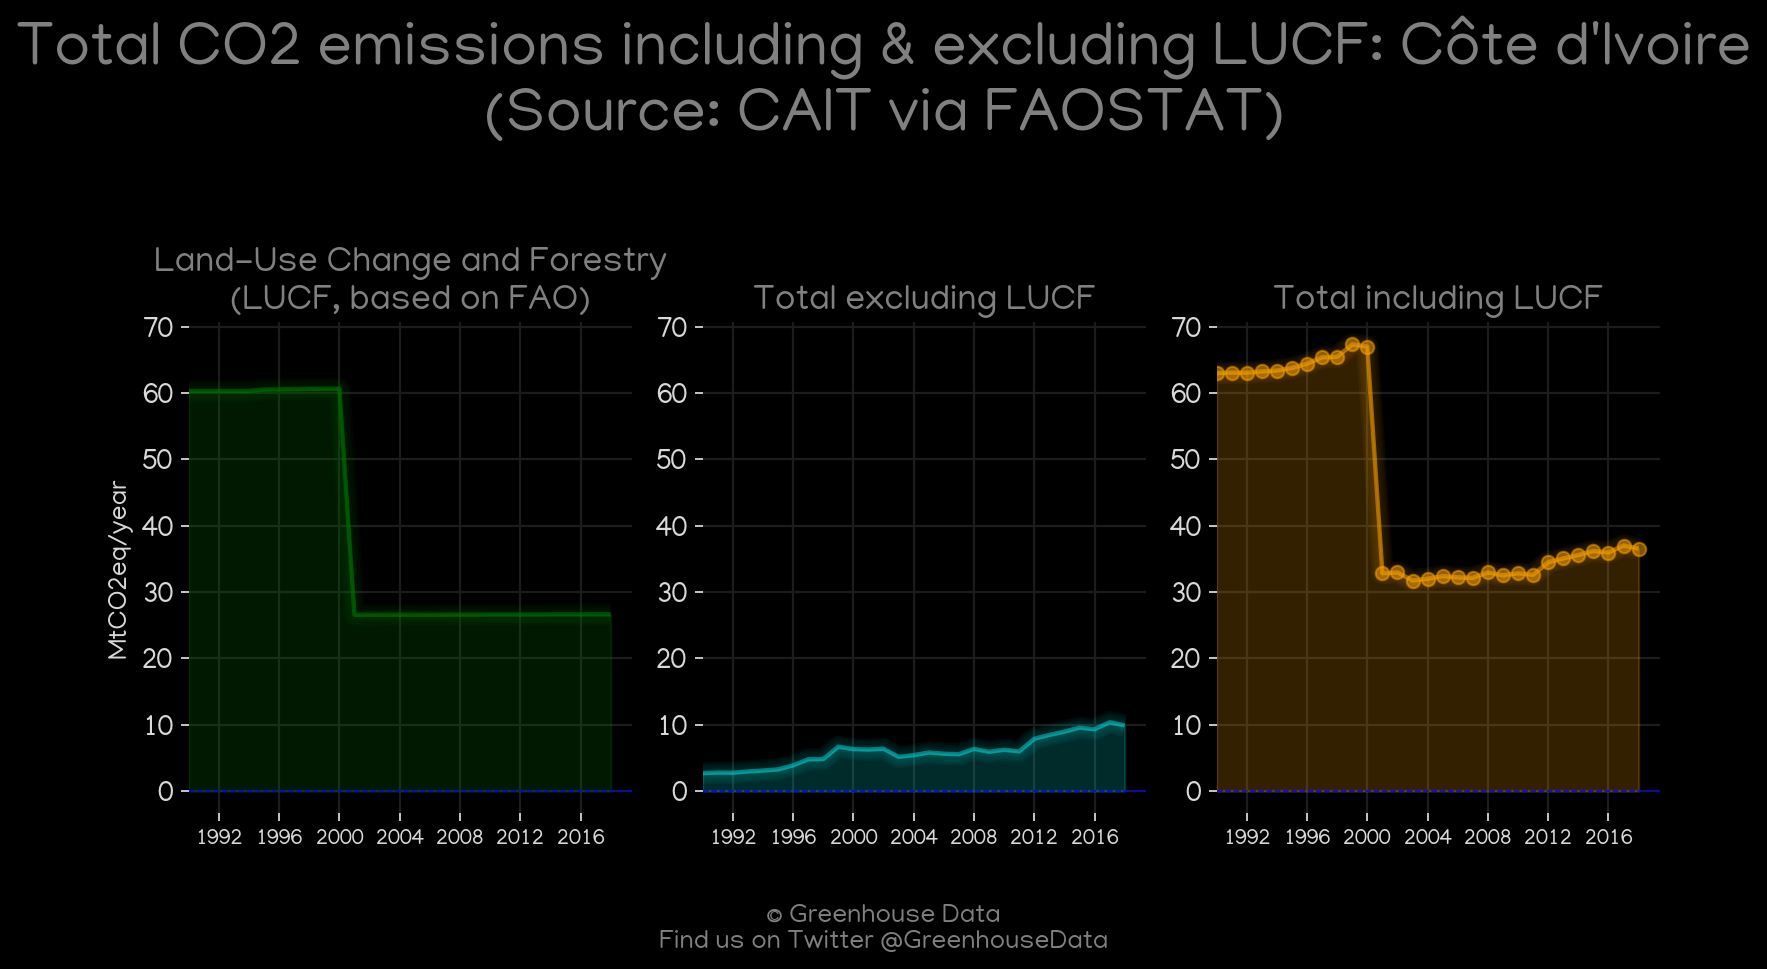 Total CO2 emissions including & excluding LUCF: Côte d'Ivoire
(Source: CAIT via FAOSTAT)
Land-Use Change and Forestry
(LUCF, based on FAO)
MtCO2eq/year
70
60
50
40
30
20
10
0
1992 1996 2000 2004 2008 2012 2016
Total excluding LUCF
70
60
50
40
30
20
10
0
1992 1996 2000 2004 2008 2012 2016
Total including LUCF
70
60
50
40
30
20
10
0
1992 1996 2000 2004 2008 2012 2016
© Greenhouse Data
Find us on Twitter @GreenhouseData